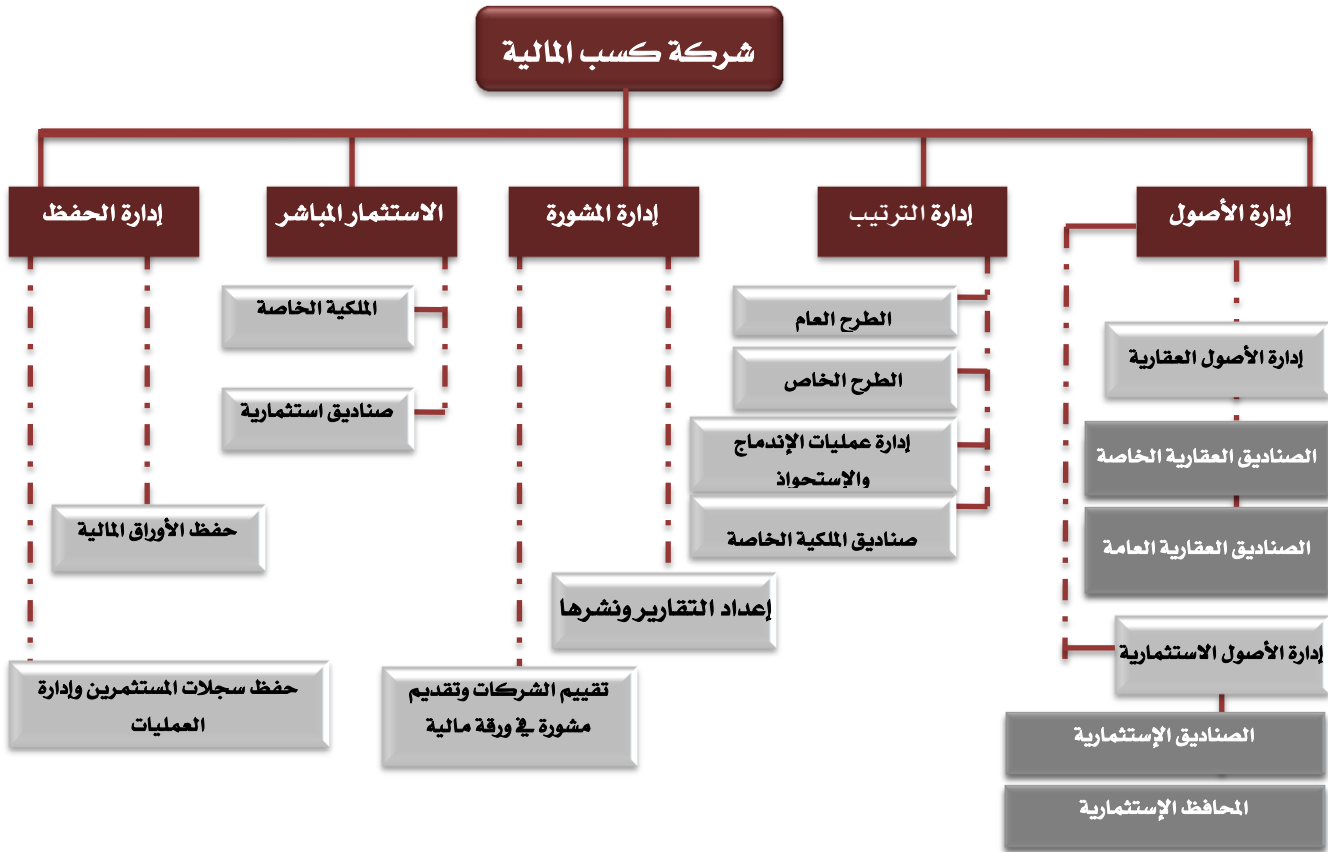 شركة كسب المالية
إدارة الأصول
إدارة الترتيب
إدارة المشورة
الاستثمار المباشر
إدارة الحفظ
إدارة الأصول العقارية
الصناديق العقارية الخاصة
الصناديق العقارية العامة
إدارة الأصول الاستثمارية
الصناديق الإستثمارية
المحافظ الإستثمارية
الطرح العام
الطرح الخاص
إدارة عمليات الإندماج
والإستحواذ
صناديق الملكية الخاصة
إعداد التقارير ونشرها
تقييم الشركات وتقديم
مشورة في ورقة مالية
الملكية الخاصة
صناديق استثمارية
حفظ الأوراق المالية
حفظ سجلات المستثمرين وإدارة
العمليات